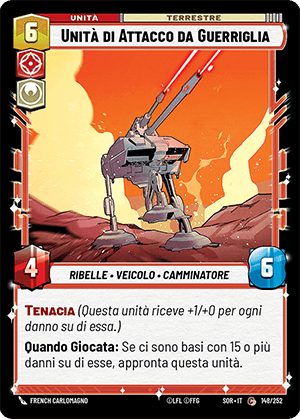 6
UNITÀ
TERRESTRE
UNITÀ DI ATTACCO DA GUERRIGLIA
4
RIBELLE • VEICOLO • CAMMINATORE
6
TENACIA (Questa unità riceve +1/+0 per ogni
danno su di essa.)
Quando Giocata: Se ci sono basi con 15 o più
danni su di esse, appronta questa unità.
FRENCH CARLOMAGNO
©LFL ©FFG
SOR • IT C 148/252